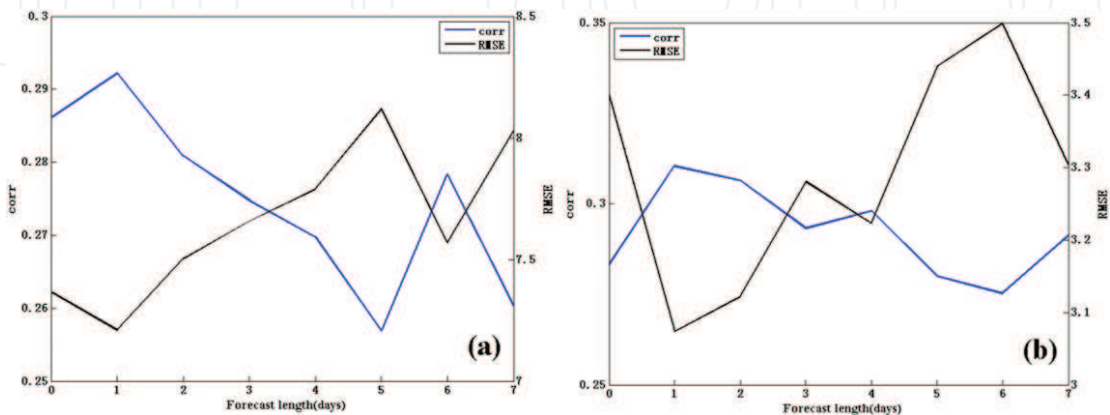 0.3
0.29
0.28
0.27
0.26
0.25
corr
8.5
8
7.5
7
RMSE
corr
RMSE
(a)
0 1 2 3 4 5 6 7
Forecast length(days)
0.35
0.3
0.25
corr
3.5
3.4
3.3
3.2
3.1
3
RMSE
corr
RMSE
(b)
0 1 2 3 4 5 6 7
Forecast length(days)